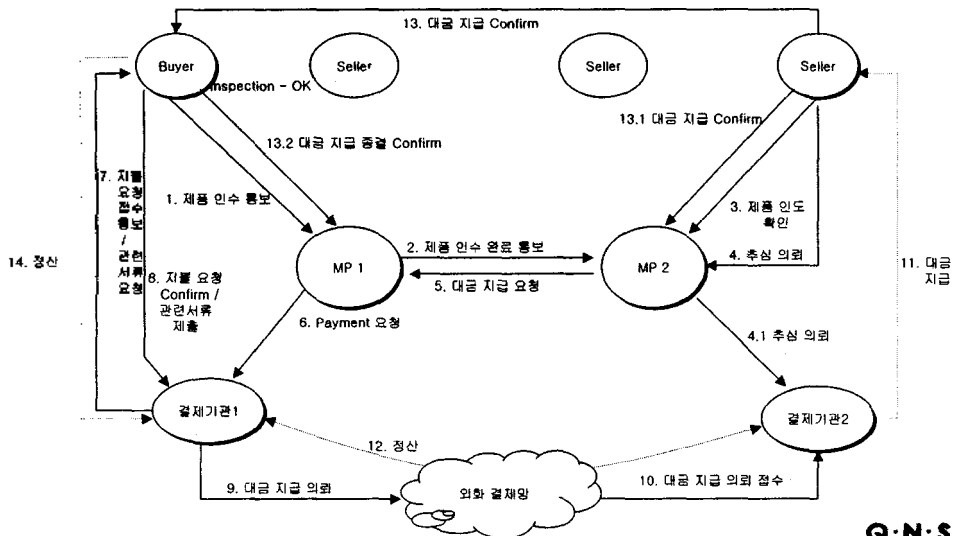 13. 대금 지급 Confirm
Buyer
Seller
Seller
Seller
Inspection - OK
13.2 대금 지급 종결 Confirm
13.1 대금 지급 Confirm
7. 지불
요청
접수
통보
/
관련
서류
요청
1. 제품 인수 통보
3. 제품 인도
확인
2. 제품 인수 완료 통보
4. 추심 의뢰
14. 정산
MP 1
MP 2
11. 대금
지급
8. 지불 요청
Confirm /
관련서류
제출
5. 대금 지급 요청
6. Payment 요청
4.1 추심 의뢰
결제기관1
결제기관2
12. 정산
9. 대금 지급 의뢰
외화 결제망
10. 대금 지급 의뢰 접수
Q·N·S